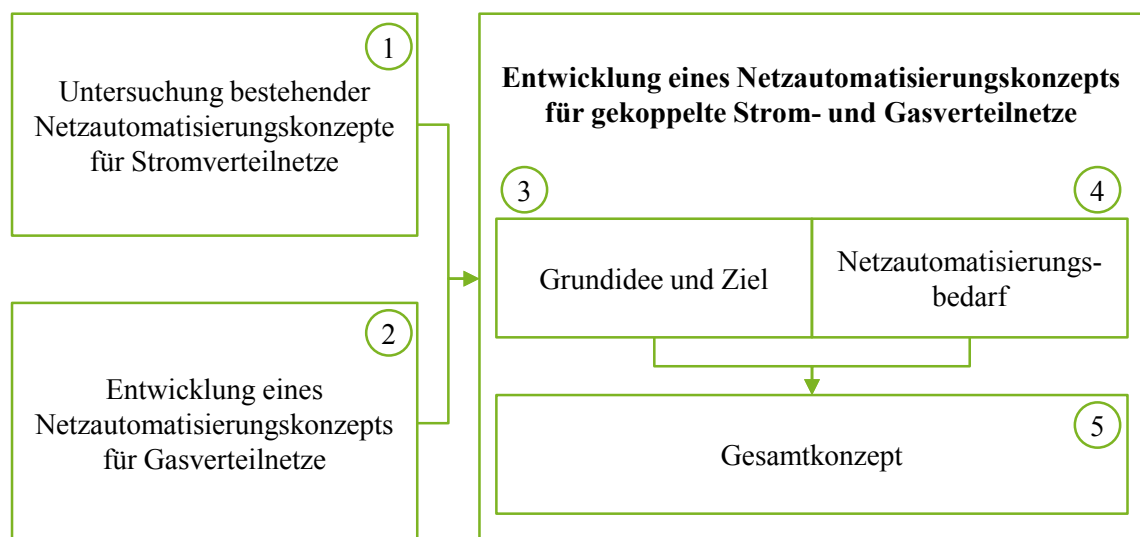 1
Untersuchung bestehender
Netzautomatisierungskonzepte
für Stromverteilnetze
2
Entwicklung eines
Netzautomatisierungskonzepts
für Gasverteilnetze
Entwicklung eines Netzautomatisierungskonzepts
für gekoppelte Strom- und Gasverteilnetze
3
Grundidee und Ziel
4
Netzautomatisierungs-
bedarf
5
Gesamtkonzept